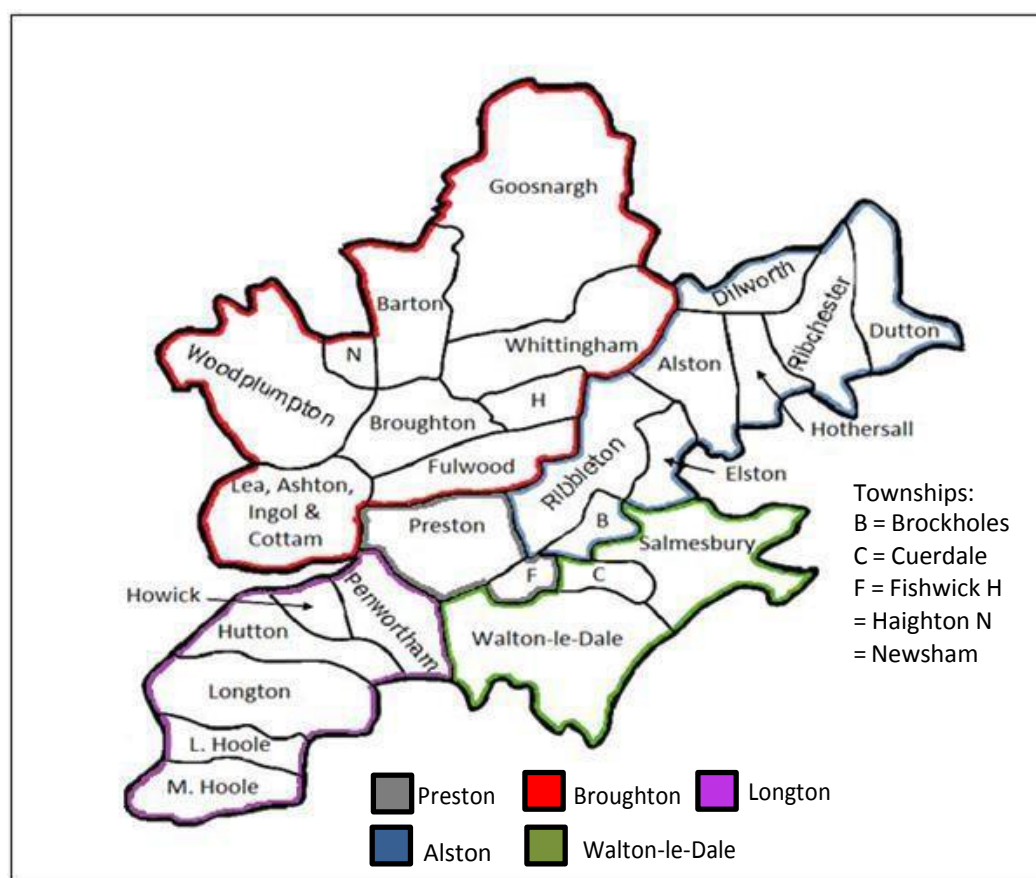 Goosnargh
Barton
Dilworth
N
Whittingham
Alston
Ribchester
Dutton
Woodplumpton
Broughton
H
Hothersall
Fulwood
Ribbleton
Elston
Lea, Ashton,
Ingol &
Cottam
Preston
B
Salmesbury
Townships:
B = Brockholes
C = Cuerdale
F = Fishwick H
= Haighton N
= Newsham
F
C
Howick
Penwortham
Hutton
Walton-le-Dale
Longton
L. Hoole
M. Hoole
Preston
Broughton
Longton
Alston
Walton-le-Dale